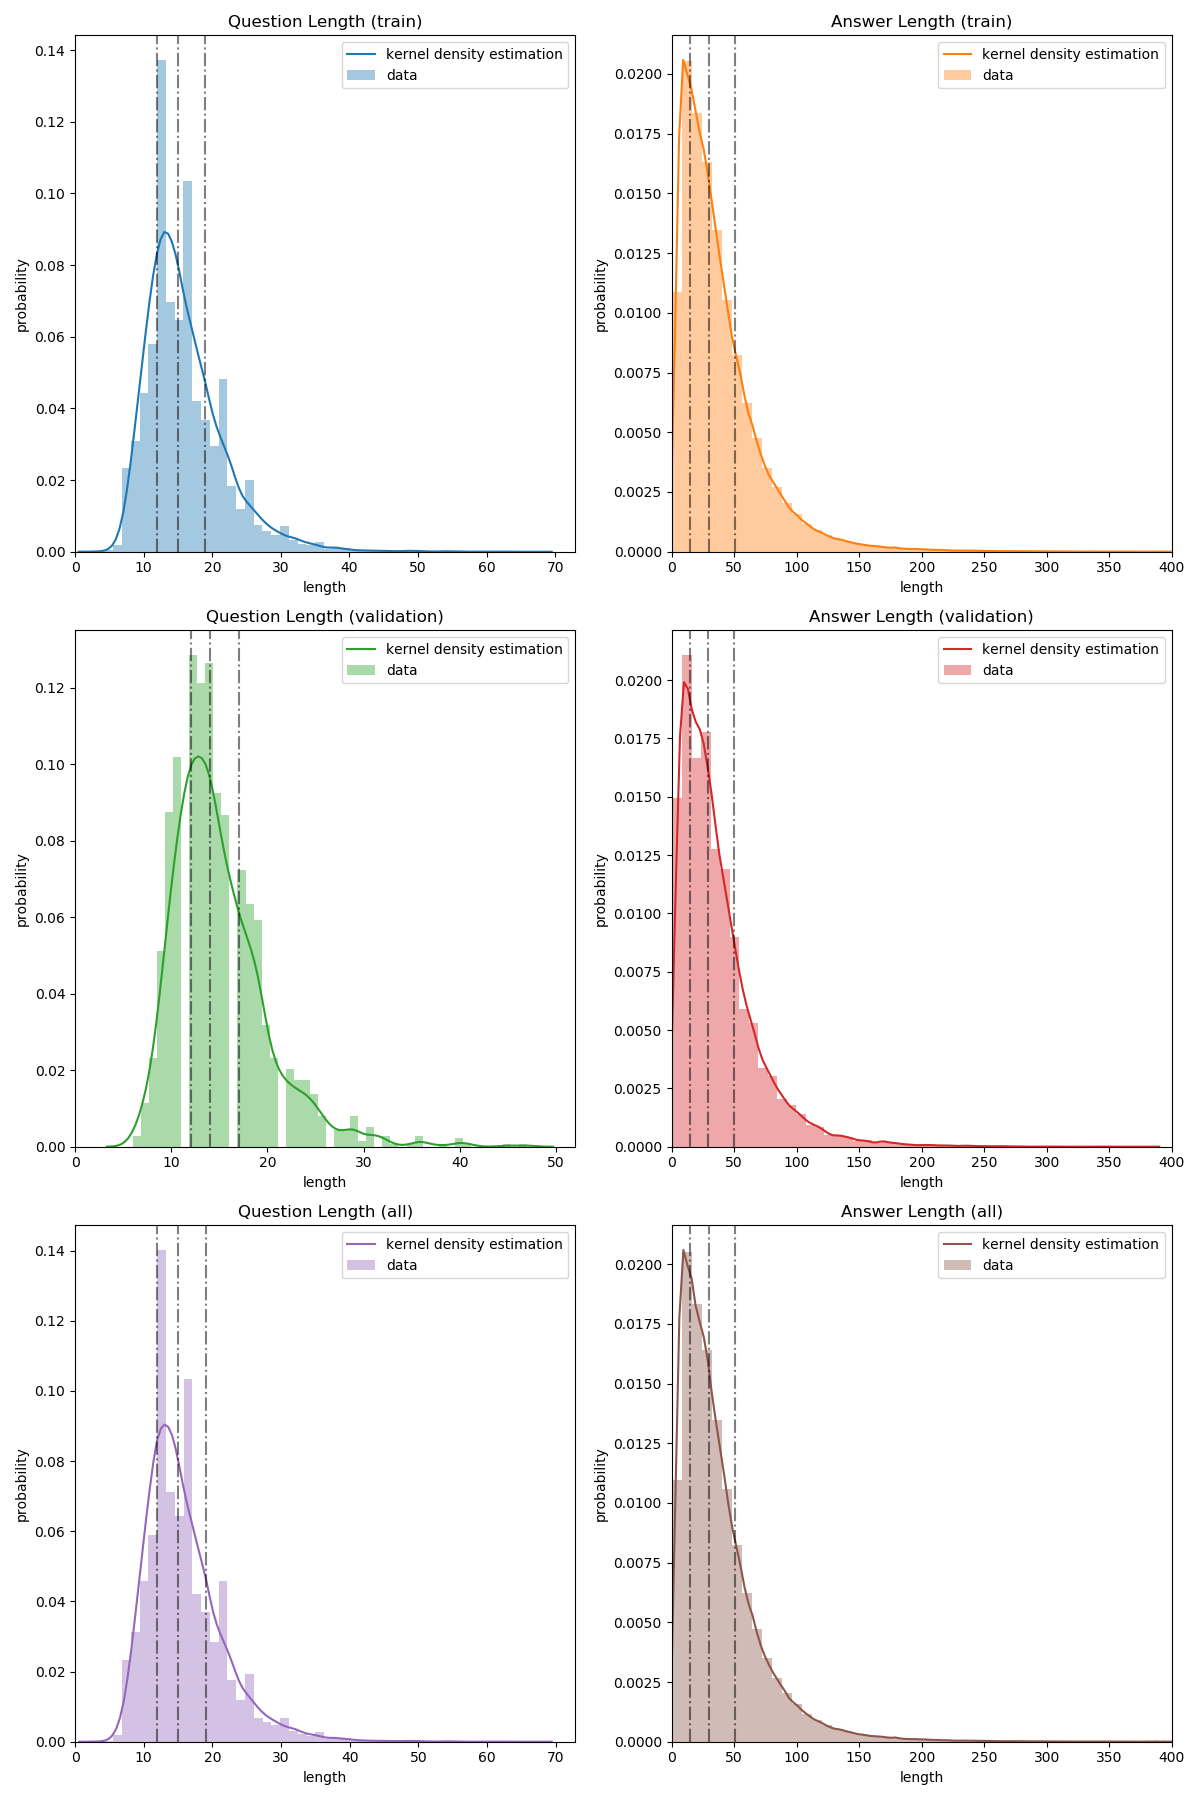 Question Length (train)
kernel density estimation
data
probability
0.14
0.12
0.10
0.08
0.06
0.04
0.02
0.00
0 10 20 30 40 50 60 70
length
Answer Length (train)
kernel density estimation
data
probability
0.0200
0.0175
0.0150
0.0125
0.0100
0.0075
0.0050
0.0025
0.0000
0 50 100 150 200 250 300 350 400
length
Question Length (validation)
kernel density estimation
data
probability
0.12
0.10
0.08
0.06
0.04
0.02
0.00
0 10 20 30 40 50
length
Answer Length (validation)
kernel density estimation
data
probability
0.0200
0.0175
0.0150
0.0125
0.0100
0.0075
0.0050
0.0025
0.0000
0 50 100 150 200 250 300 350 400
length
Question Length (all)
kernel density estimation
data
probability
0.14
0.12
0.10
0.08
0.06
0.04
0.02
0.00
0 10 20 30 40 50 60 70
length
Answer Length (all)
kernel density estimation
data
probability
0.0200
0.0175
0.0150
0.0125
0.0100
0.0075
0.0050
0.0025
0.0000
0 50 100 150 200 250 300 350 400
length